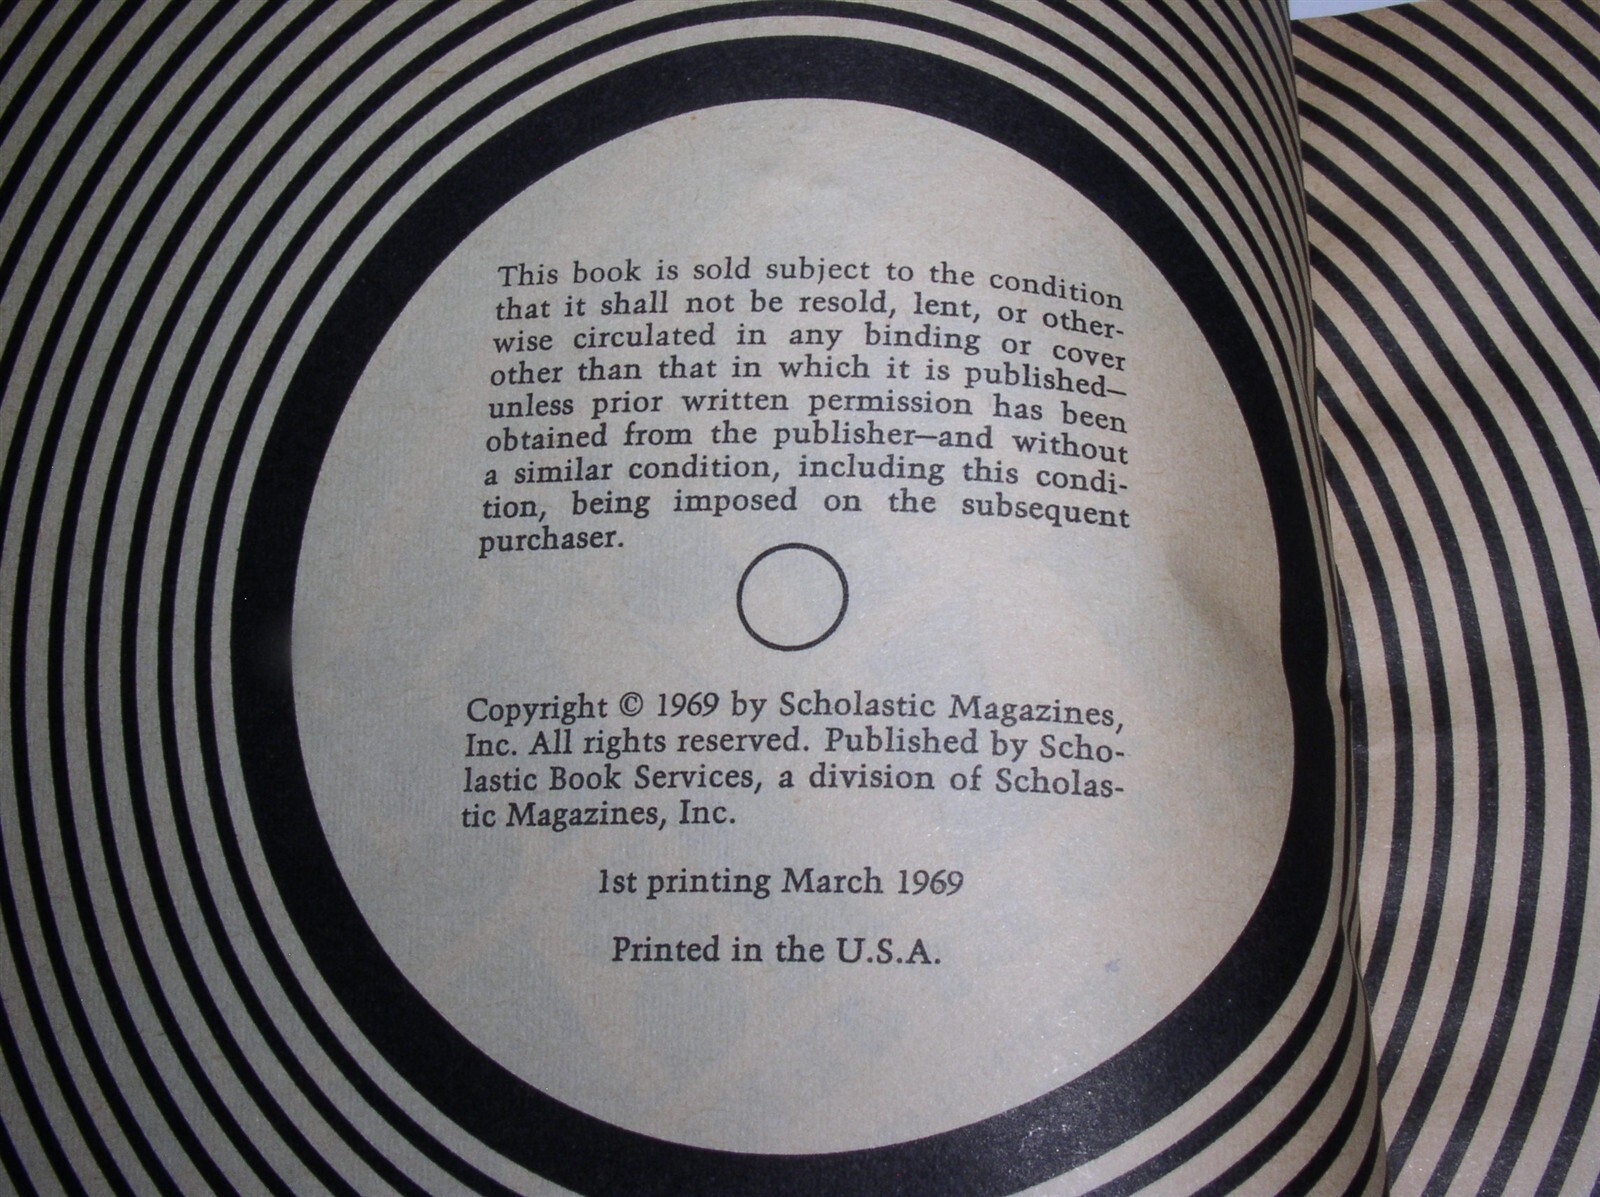 This book is sold subject to the condition
that it shall not be resold, lent, or other-
wise circulated in any binding or cover
other than that in which it is published—
unless prior written permission has been
obtained from the publisher—and without
a similar condition, including this condi-
tion, being imposed on the subsequent
purchaser.
Copyright © 1969 by Scholastic Magazines,
Inc. All rights reserved. Published by Scho-
lastic Book Services, a division of Scholas-
tic Magazines, Inc.
1st printing March 1969
Printed in the U.S.A.